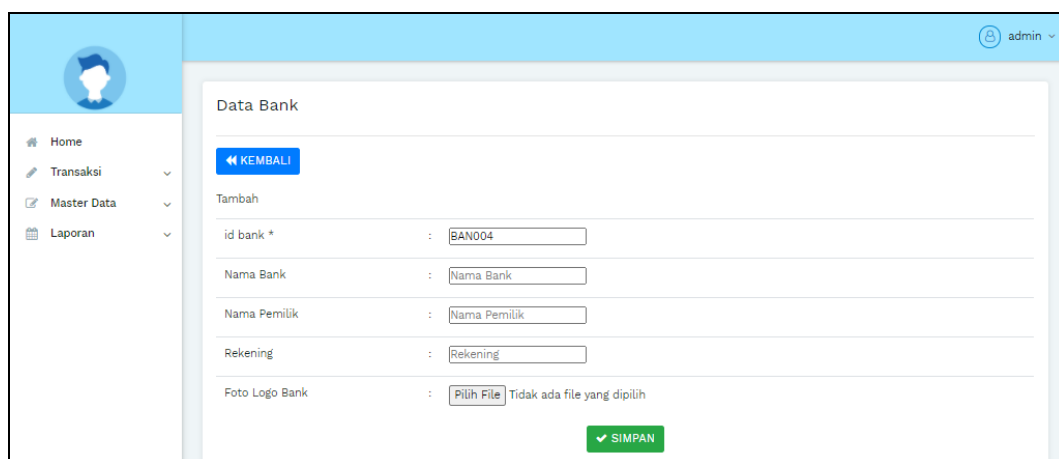 admin
Home
Transaksi
Master Data
Laporan
Data Bank
KEMBALI
Tambah
id bank * : BAN004
Nama Bank : Nama Bank
Nama Pemilik : Nama Pemilik
Rekening : Rekening
Foto Logo Bank : Pilih File Tidak ada file yang dipilih
SIMPAN